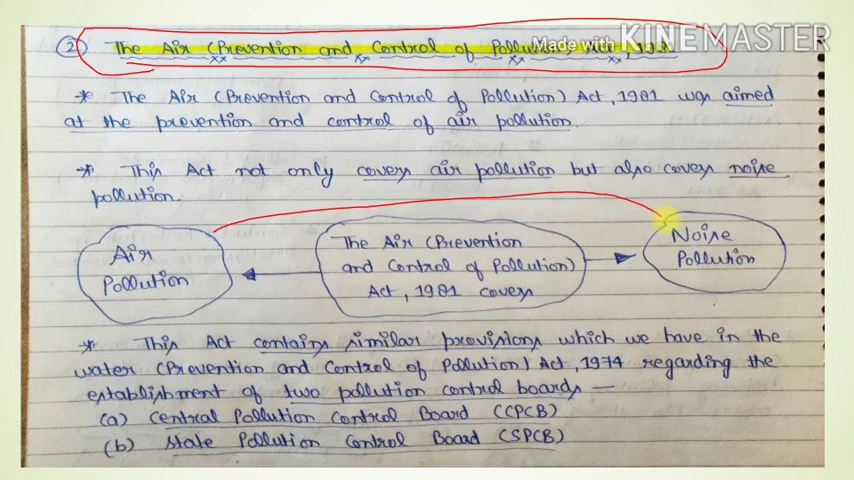 ② The Air (Prevention and Control of Made with KINEMASTER
* The Air (Prevention and Control of Pollution) Act, 1981 was aimed
at the prevention and control of air pollution.
* This Act not only covers air pollution but also covers noise
pollution.
Air
Pollution
The Air (Prevention
and Control of Pollution)
Act, 1981 covers
Noise
Pollution
* This Act contains similar provisions which we have in the
water (Prevention and Control of Pollution) Act, 1974 regarding the
establishment of two pollution control boards —
(a) Central Pollution Control Board (CPCB)
(b) State Pollution Control Board (SPCB)